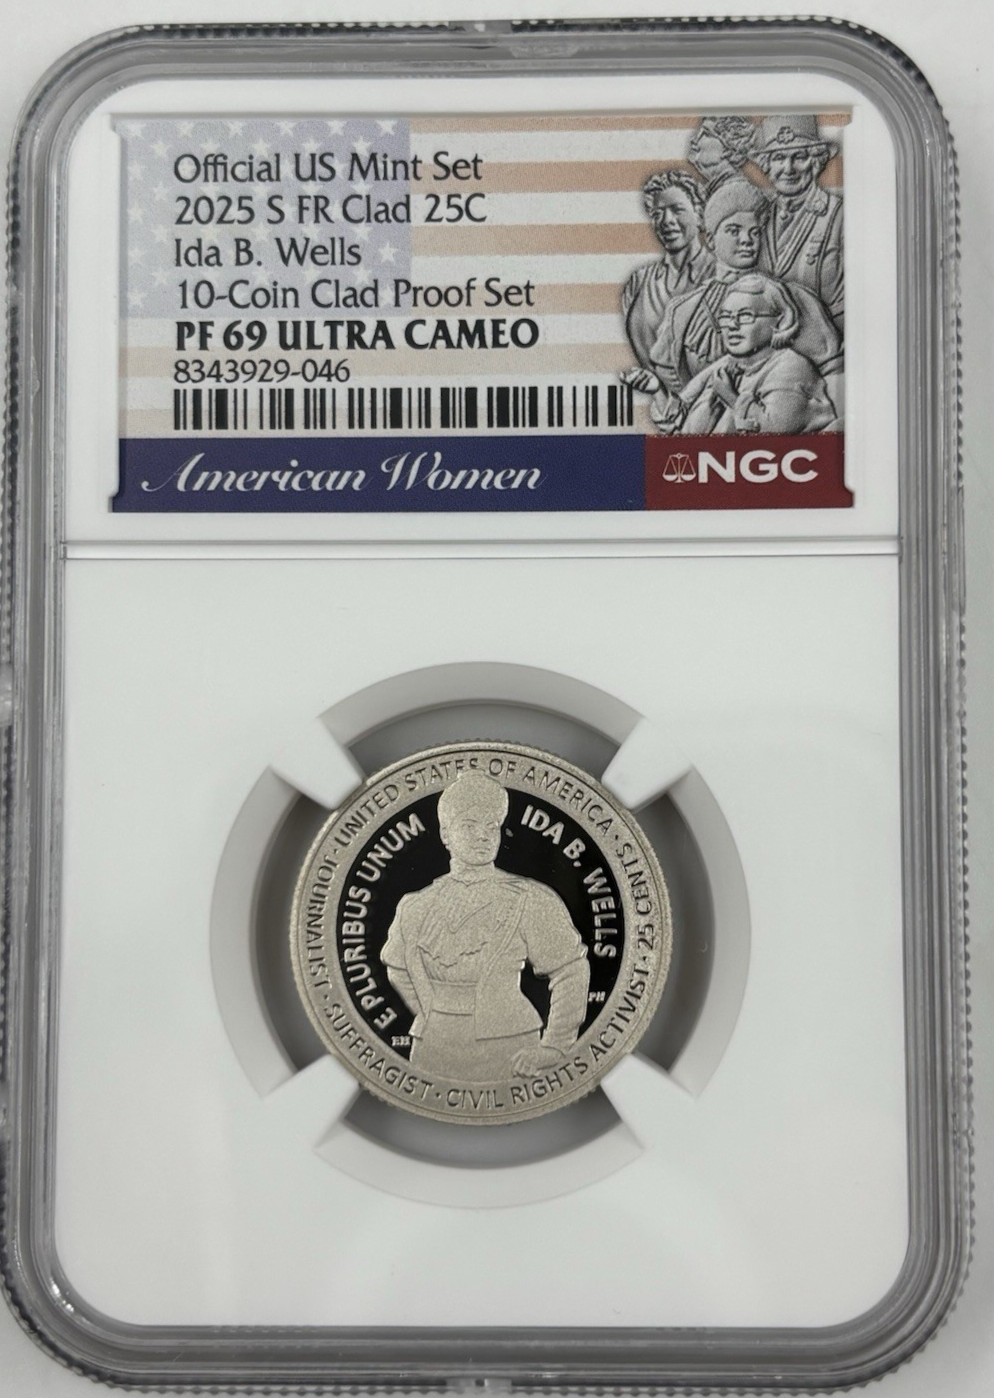 Official US Mint Set
2025 S FR Clad 25C
Ida B. Wells
10-Coin Clad Proof Set
PF 69 ULTRA CAMEO
8343929-046
American Women
NGC
UNITED STATES OF AMERICA · 25 CENTS ·
JOURNALIST · SUFFRAGIST · CIVIL RIGHTS ACTIVIST
E PLURIBUS UNUM
IDA B. WELLS
EH
PH